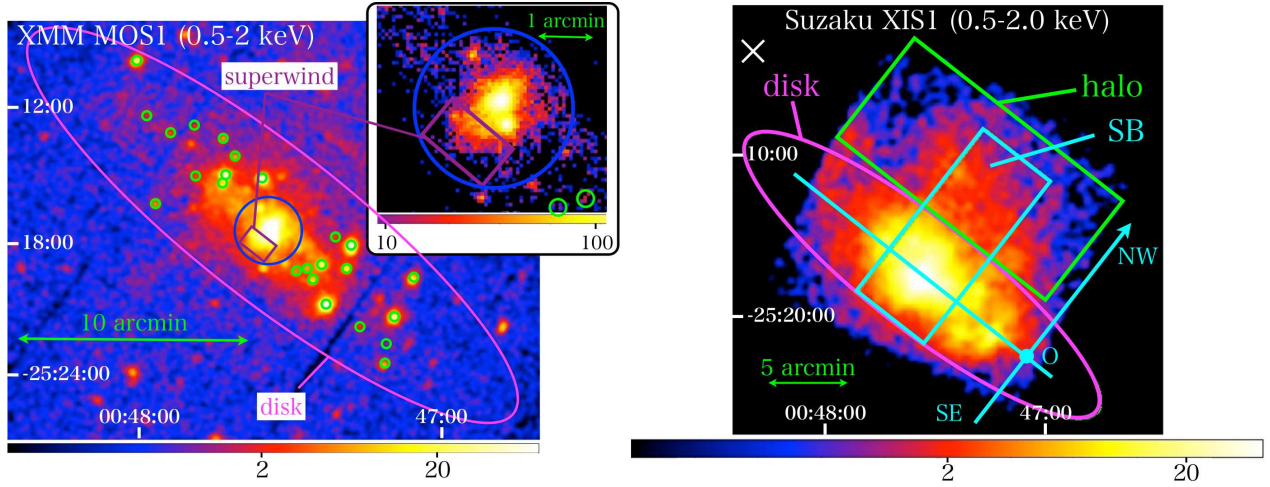 XMM MOS1 (0.5-2 keV)
superwind
1 arcmin
10
100
12:00
18:00
10 arcmin
-25:24:00
00:48:00
47:00
disk
2
20
Suzaku XIS1 (0.5-2.0 keV)
disk
halo
SB
10:00
NW
-25:20:00
O
5 arcmin
SE
00:48:00
47:00
2
20